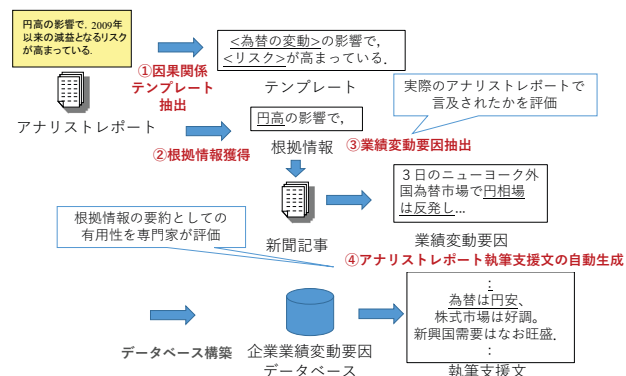 円高の影響で，2009年
以来の減益となるリスク
が高まっている．
①因果関係
テンプレート
抽出
<為替の変動>の影響で，
<リスク>が高まっている．
テンプレート
アナリストレポート
実際のアナリストレポートで
言及されたかを評価
②根拠情報獲得
円高の影響で，
根拠情報
③業績変動要因抽出
３日のニューヨーク外
国為替市場で円相場
は反発し...
業績変動要因
新聞記事
根拠情報の要約としての
有用性を専門家が評価
④アナリストレポート執筆支援文の自動生成
：
為替は円安、
株式市場は好調。
新興国需要はなお旺盛．
：
執筆支援文
データベース構築
企業業績変動要因
データベース